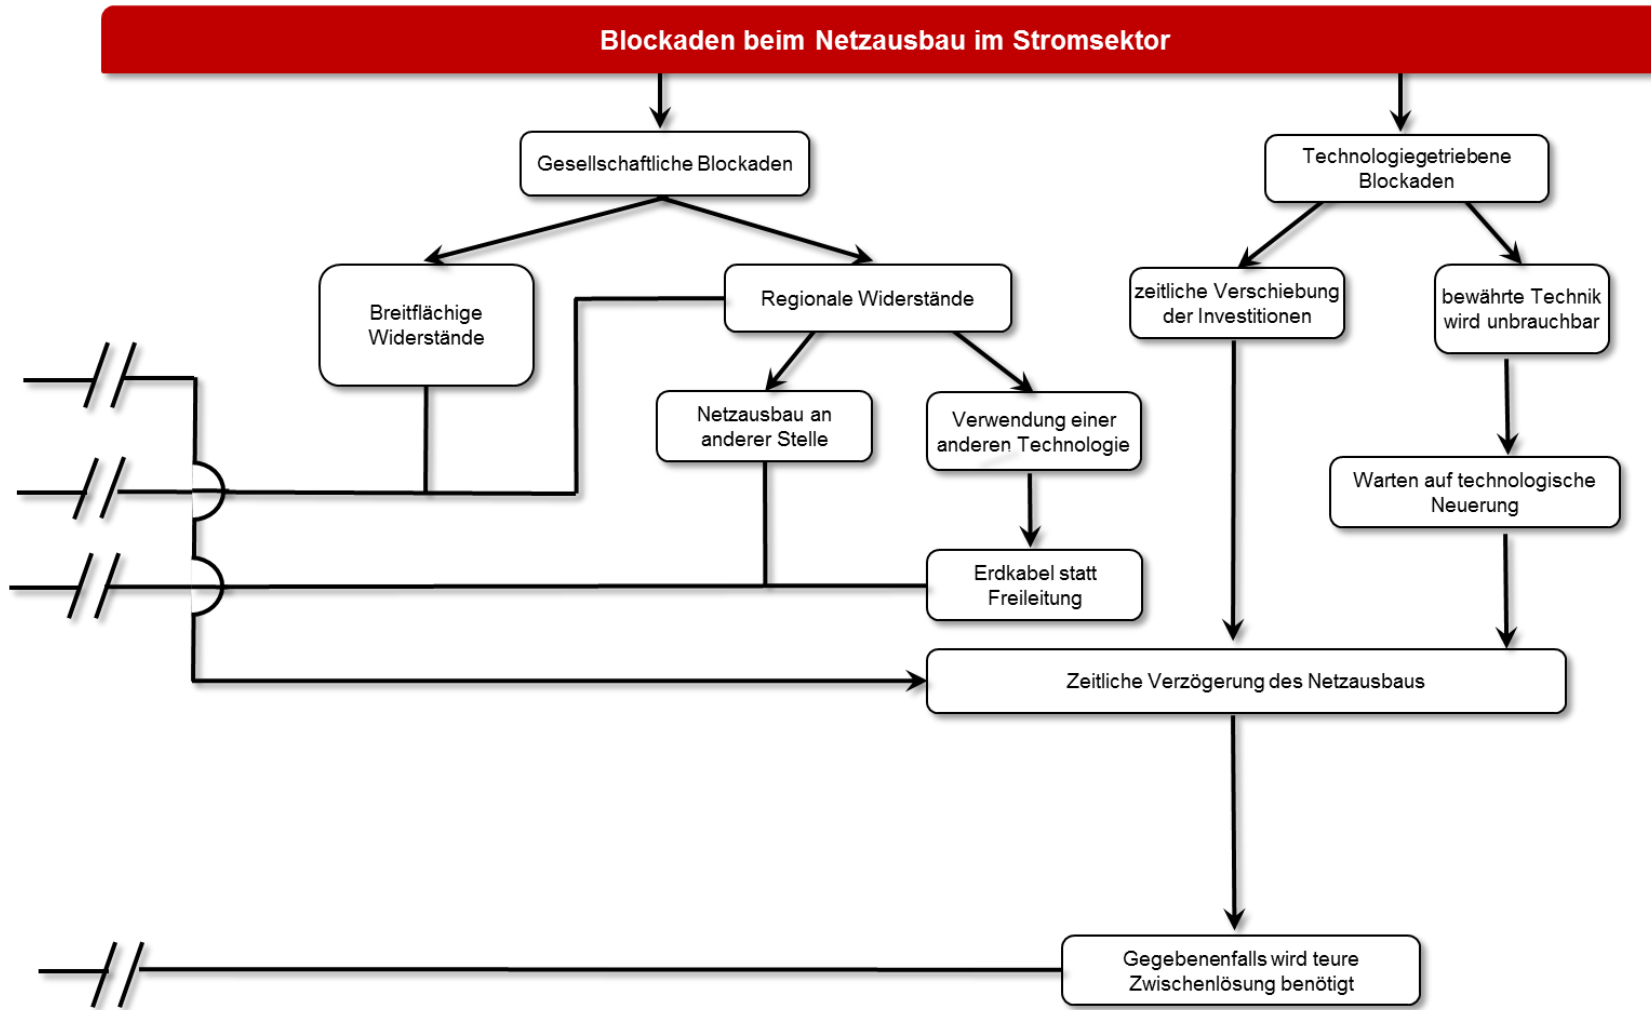 Blockaden beim Netzausbau im Stromsektor
Gesellschaftliche Blockaden
Technologiegetriebene
Blockaden
Breitflächige
Widerstände
Regionale Widerstände
zeitliche Verschiebung
der Investitionen
bewährte Technik
wird unbrauchbar
Netzausbau an
anderer Stelle
Verwendung einer
anderen Technologie
Warten auf technologische
Neuerung
Erdkabel statt
Freileitung
Zeitliche Verzögerung des Netzausbaus
Gegebenenfalls wird teure
Zwischenlösung benötigt